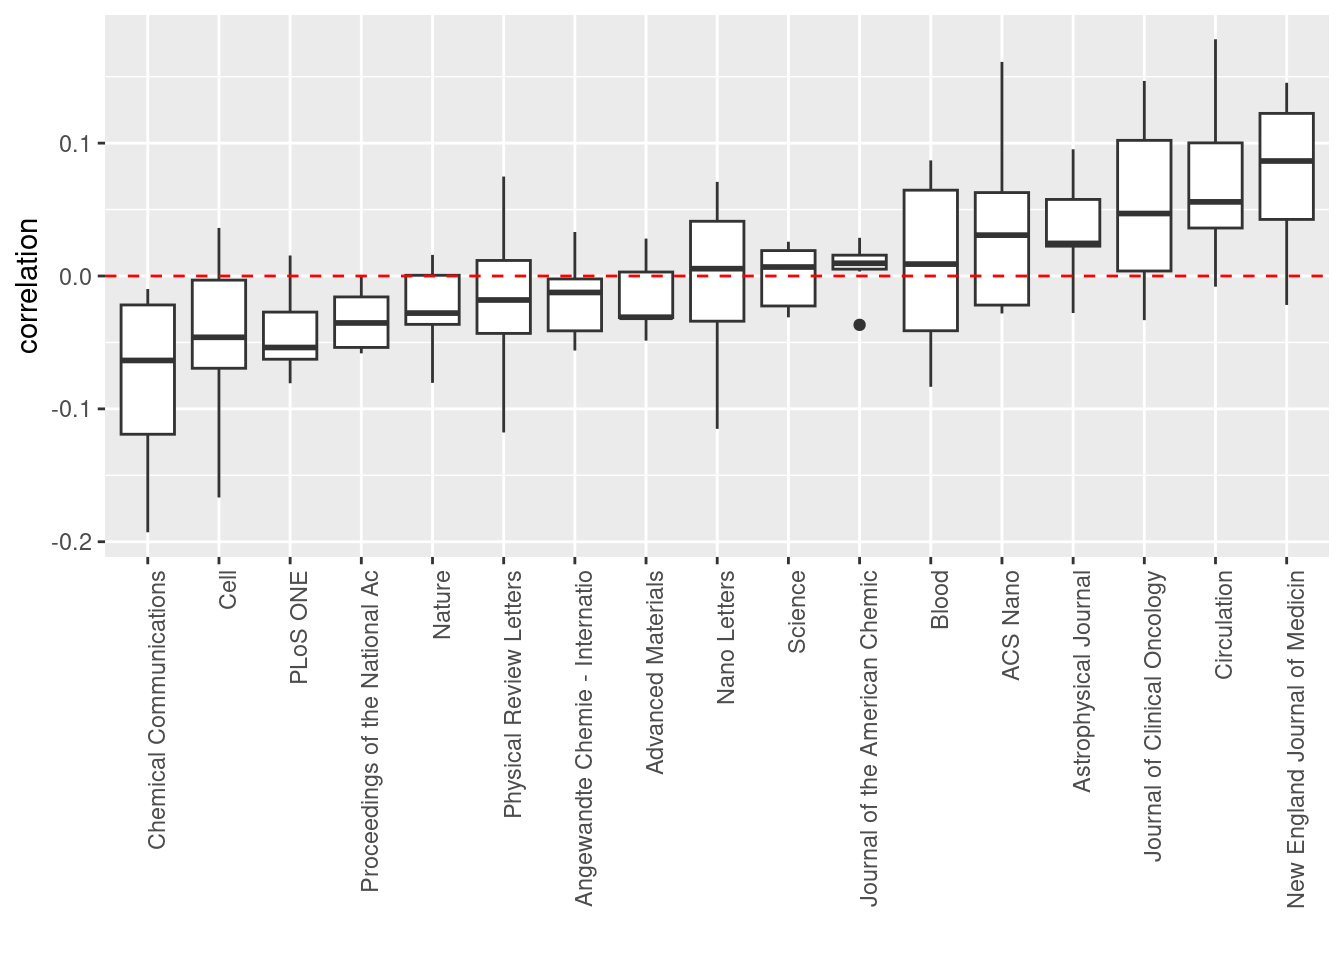 correlation
0.1
0.0
-0.1
-0.2
Chemical Communications
Cell
PLoS ONE
Proceedings of the National Ac
Nature
Physical Review Letters
Angewandte Chemie - Internatio
Advanced Materials
Nano Letters
Science
Journal of the American Chemic
Blood
ACS Nano
Astrophysical Journal
Journal of Clinical Oncology
Circulation
New England Journal of Medicin